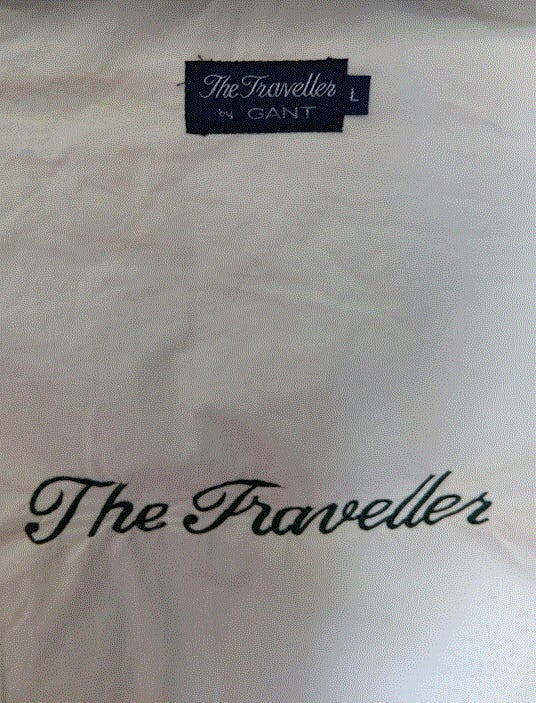 The Traveller
by GANT
L
The Traveller